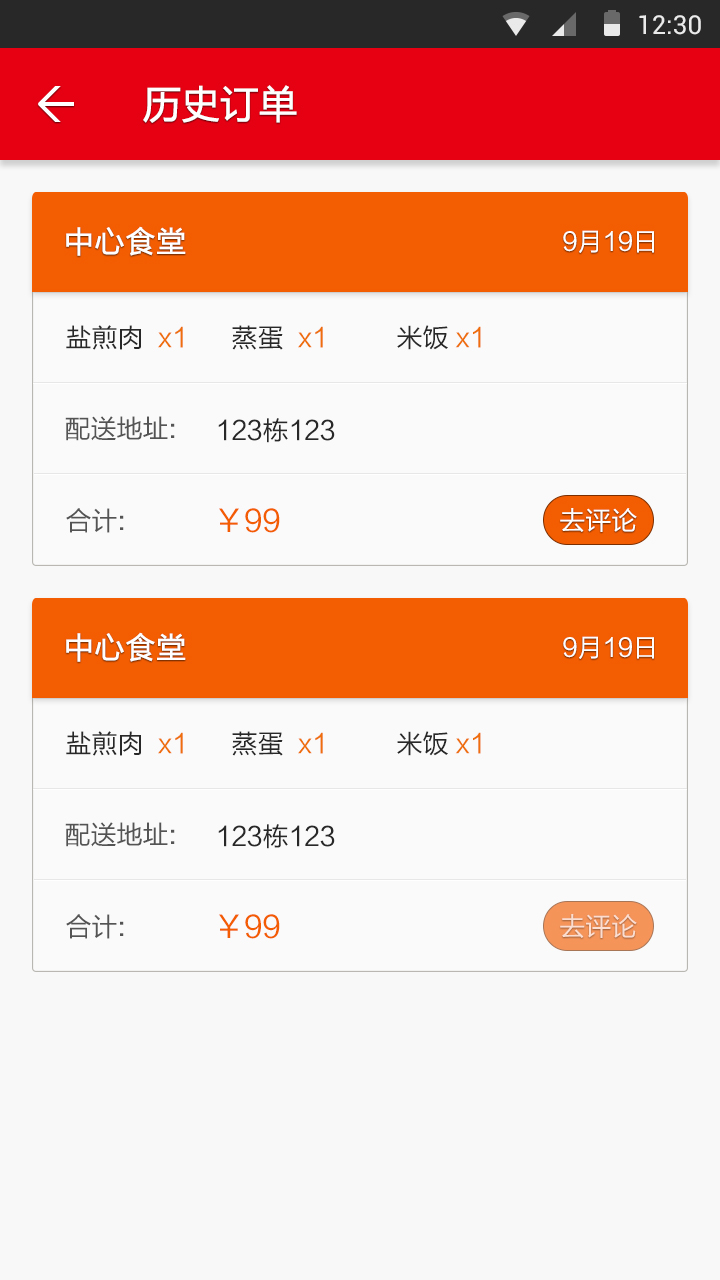 12:30
历史订单
中心食堂 9月19日
盐煎肉 x1 蒸蛋 x1 米饭 x1
配送地址: 123栋123
合计: ￥99 去评论
中心食堂 9月19日
盐煎肉 x1 蒸蛋 x1 米饭 x1
配送地址: 123栋123
合计: ￥99 去评论